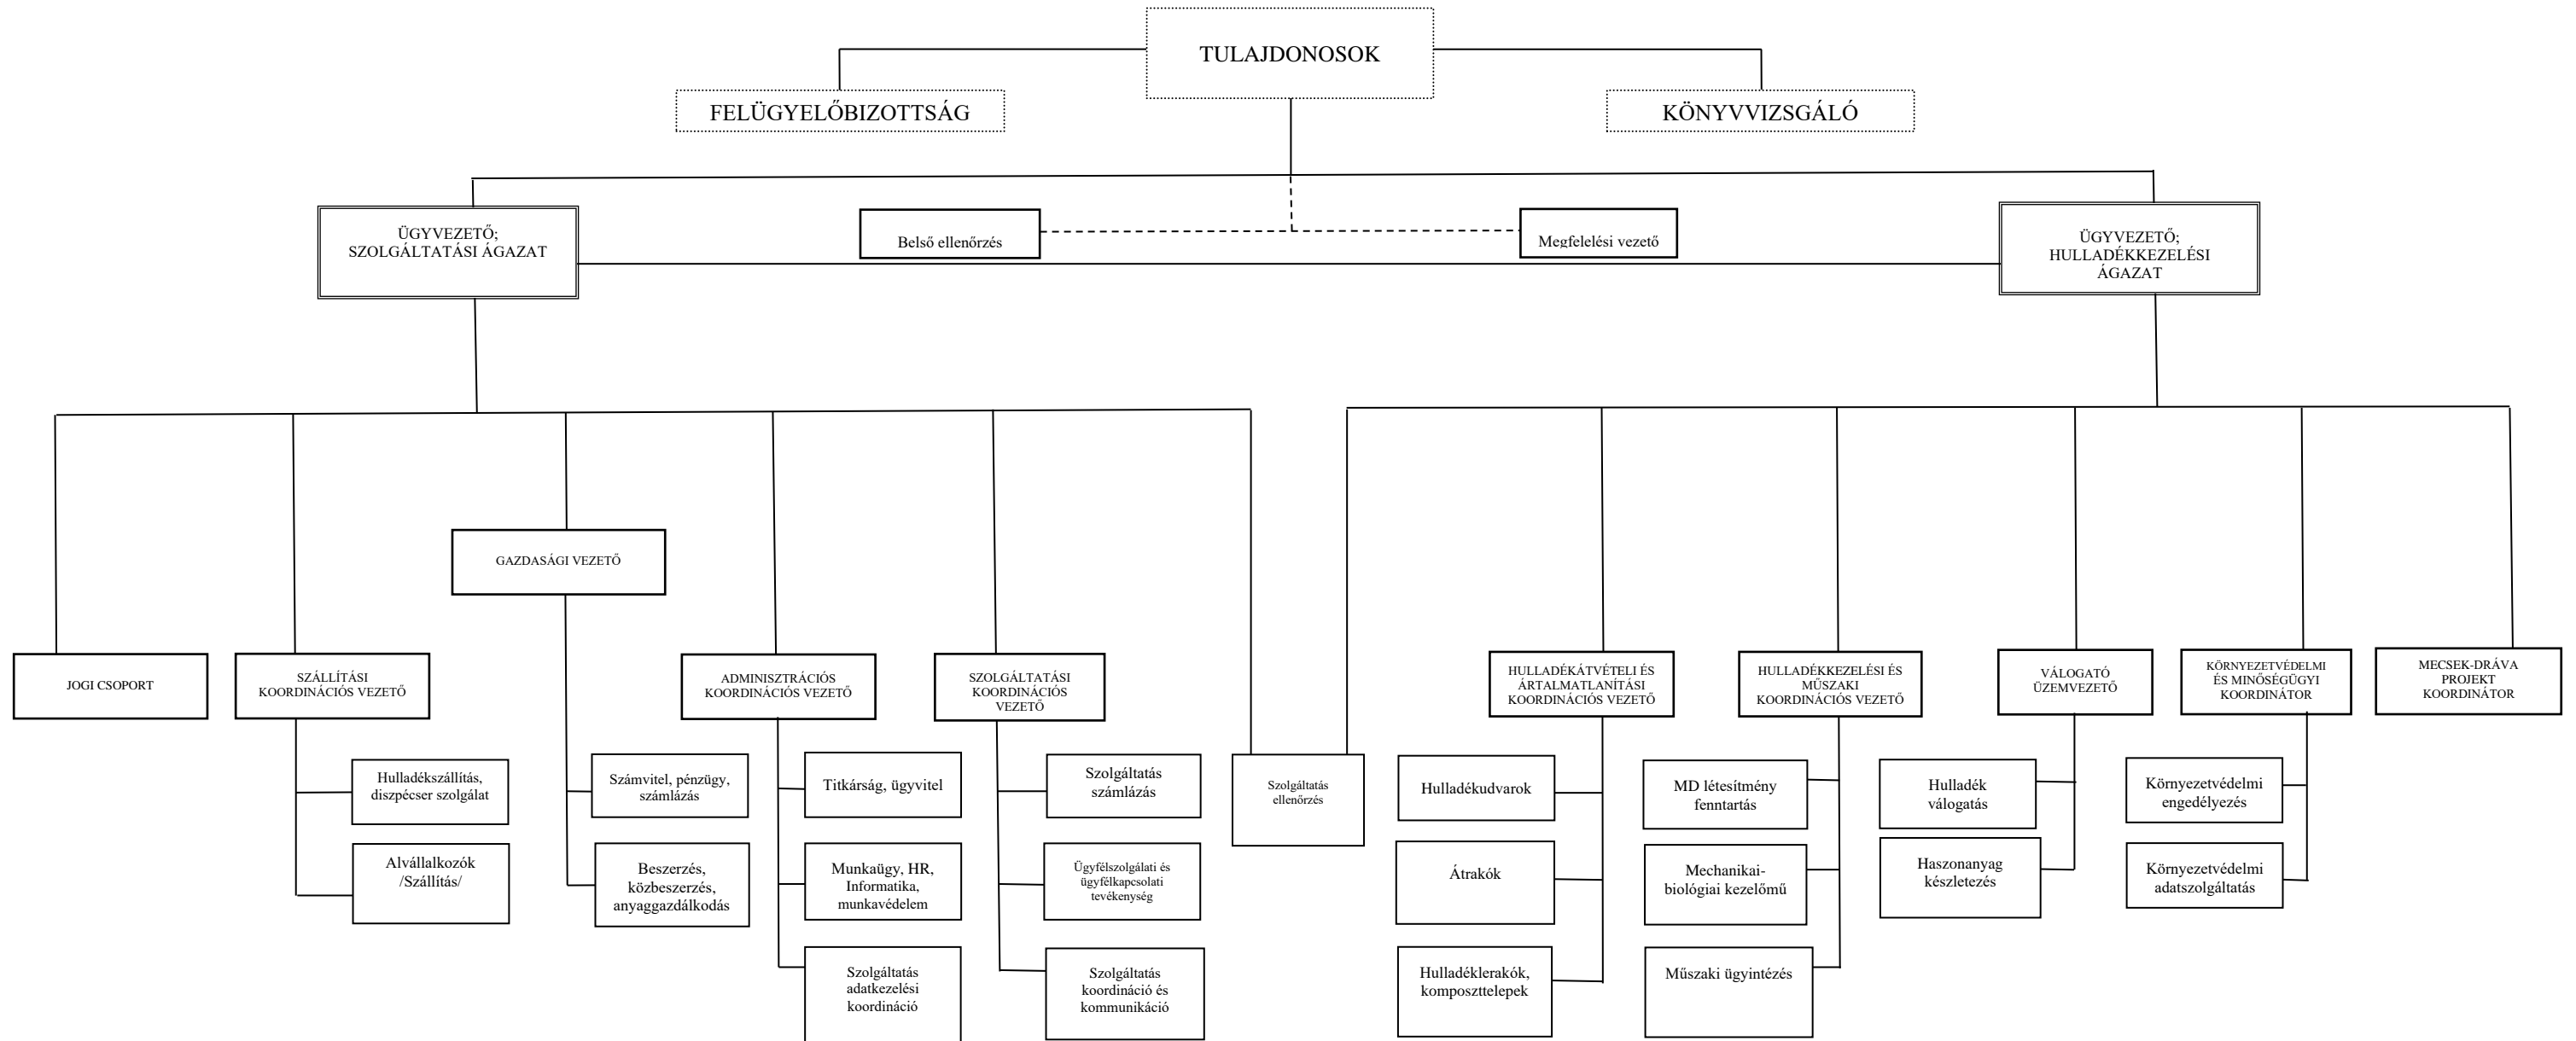 TULAJDONOSOK
FELÜGYELŐBIZOTTSÁG
KÖNYVVIZSGÁLÓ
ÜGYVEZETŐ;
SZOLGÁLTATÁSI ÁGAZAT
Belső ellenőrzés
Megfelelési vezető
ÜGYVEZETŐ;
HULLADÉKKEZELÉSI
ÁGAZAT
GAZDASÁGI VEZETŐ
JOGI CSOPORT
SZÁLLÍTÁSI
KOORDINÁCIÓS VEZETŐ
ADMINISZTRÁCIÓS
KOORDINÁCIÓS VEZETŐ
SZOLGÁLTATÁSI
KOORDINÁCIÓS
VEZETŐ
HULLADÉKÁTVÉTELI ÉS
ÁRTALMATLANÍTÁSI
KOORDINÁCIÓS VEZETŐ
HULLADÉKKEZELÉSI ÉS
MŰSZAKI
KOORDINÁCIÓS VEZETŐ
VÁLOGATÓ
ÜZEMVEZETŐ
KÖRNYEZETVÉDELMI
ÉS MINŐSÉGÜGYI
KOORDINÁTOR
MECSEK-DRÁVA
PROJEKT
KOORDINÁTOR
Hulladékszállítás,
diszpécser szolgálat
Számvitel, pénzügy,
számlázás
Titkárság, ügyvitel
Szolgáltatás
számlázás
Szolgáltatás
ellenőrzés
Hulladékudvarok
MD létesítmény
fenntartás
Hulladék
válogatás
Környezetvédelmi
engedélyezés
Alvállalkozók
/Szállítás/
Beszerzés,
közbeszerzés,
anyaggazdálkodás
Munkaügy, HR,
Informatika,
munkavédelem
Ügyfélszolgálati és
ügyfélkapcsolati
tevékenység
Átrakók
Mechanikai-
biológiai kezelőmű
Haszonanyag
készletezés
Környezetvédelmi
adatszolgáltatás
Szolgáltatás
adatkezelési
koordináció
Szolgáltatás
koordináció és
kommunikáció
Hulladéklerakók,
komposzttelepek
Műszaki ügyintézés